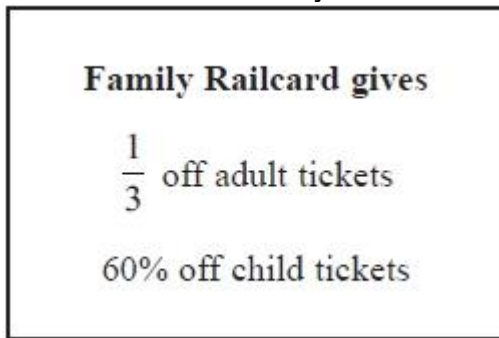 Family Railcard gives
1/3 off adult tickets
60% off child tickets